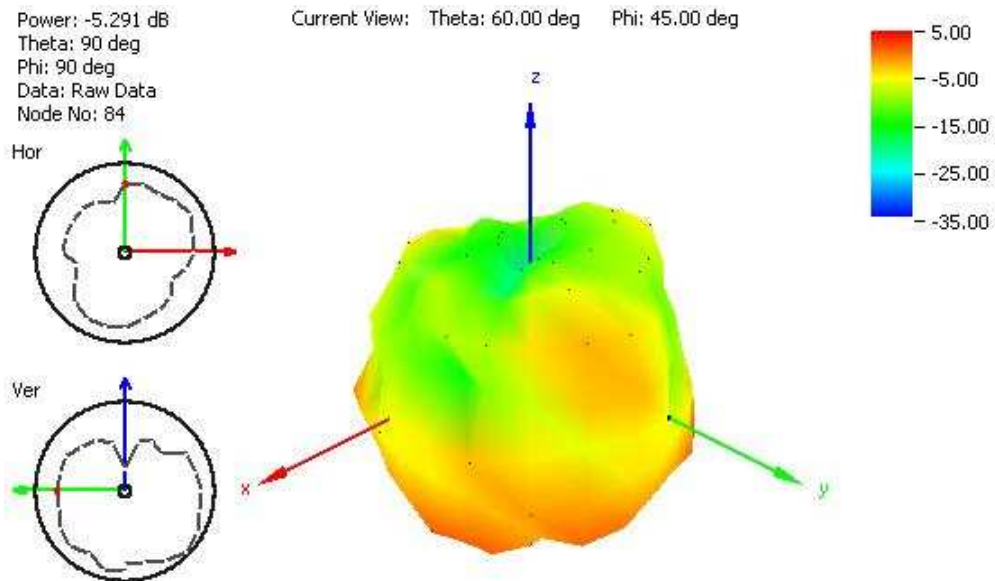 Power: -5.291 dB
Theta: 90 deg
Phi: 90 deg
Data: Raw Data
Node No: 84
Current View: Theta: 60.00 deg Phi: 45.00 deg
5.00
-5.00
-15.00
-25.00
-35.00
Hor
z
Ver
x
y